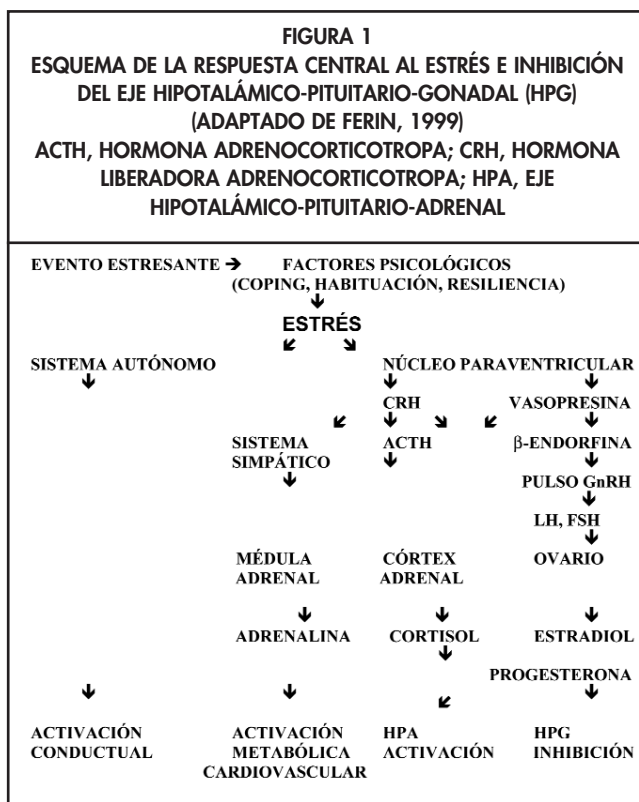 FIGURA 1
ESQUEMA DE LA RESPUESTA CENTRAL AL ESTRÉS E INHIBICIÓN
DEL EJE HIPOTALÁMICO-PITUITARIO-GONADAL (HPG)
(ADAPTADO DE FERIN, 1999)
ACTH, HORMONA ADRENOCORTICOTROPA; CRH, HORMONA
LIBERADORA ADRENOCORTICOTROPA; HPA, EJE
HIPOTALÁMICO-PITUITARIO-ADRENAL
EVENTO ESTRESANTE → FACTORES PSICOLÓGICOS
(COPING, HABITUACIÓN, RESILIENCIA)
ESTRÉS
SISTEMA AUTÓNOMO NÚCLEO PARAVENTRICULAR
CRH VASOPRESINA
SISTEMA ACTH β-ENDORFINA
SIMPÁTICO
PULSO GnRH
LH, FSH
MÉDULA CÓRTEX OVARIO
ADRENAL ADRENAL
ADRENALINA CORTISOL ESTRADIOL
PROGESTERONA
ACTIVACIÓN ACTIVACIÓN HPA HPG
CONDUCTUAL METABÓLICA ACTIVACIÓN INHIBICIÓN
CARDIOVASCULAR